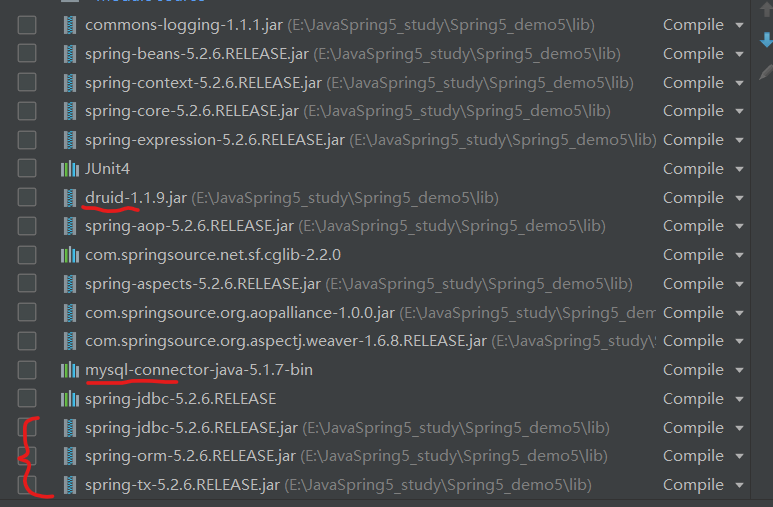 commons-logging-1.1.1.jar (E:\JavaSpring5_study\Spring5_demo5\lib) Compile
spring-beans-5.2.6.RELEASE.jar (E:\JavaSpring5_study\Spring5_demo5\lib) Compile
spring-context-5.2.6.RELEASE.jar (E:\JavaSpring5_study\Spring5_demo5\lib) Compile
spring-core-5.2.6.RELEASE.jar (E:\JavaSpring5_study\Spring5_demo5\lib) Compile
spring-expression-5.2.6.RELEASE.jar (E:\JavaSpring5_study\Spring5_demo5\lib) Compile
JUnit4 Compile
druid-1.1.9.jar (E:\JavaSpring5_study\Spring5_demo5\lib) Compile
spring-aop-5.2.6.RELEASE.jar (E:\JavaSpring5_study\Spring5_demo5\lib) Compile
com.springsource.net.sf.cglib-2.2.0 Compile
spring-aspects-5.2.6.RELEASE.jar (E:\JavaSpring5_study\Spring5_demo5\lib) Compile
com.springsource.org.aopalliance-1.0.0.jar (E:\JavaSpring5_study\Spring5_dem Compile
com.springsource.org.aspectj.weaver-1.6.8.RELEASE.jar (E:\JavaSpring5_study\ Compile
mysql-connector-java-5.1.7-bin Compile
spring-jdbc-5.2.6.RELEASE Compile
spring-jdbc-5.2.6.RELEASE.jar (E:\JavaSpring5_study\Spring5_demo5\lib) Compile
spring-orm-5.2.6.RELEASE.jar (E:\JavaSpring5_study\Spring5_demo5\lib) Compile
spring-tx-5.2.6.RELEASE.jar (E:\JavaSpring5_study\Spring5_demo5\lib) Compile